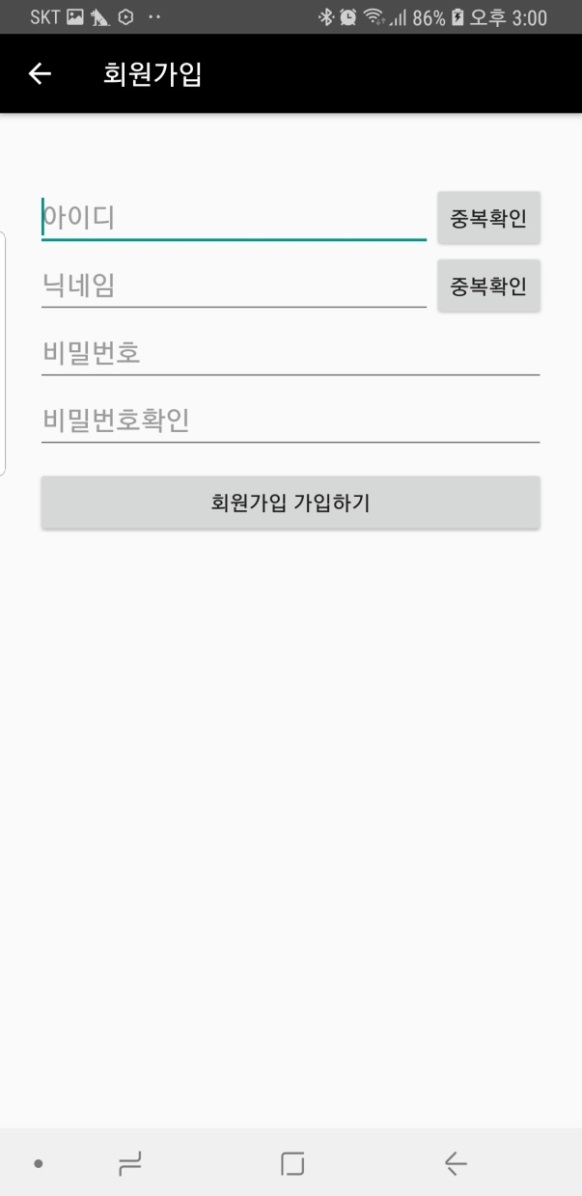 SKT 86% 오후 3:00
회원가입
아이디 중복확인
닉네임 중복확인
비밀번호
비밀번호확인
회원가입 가입하기